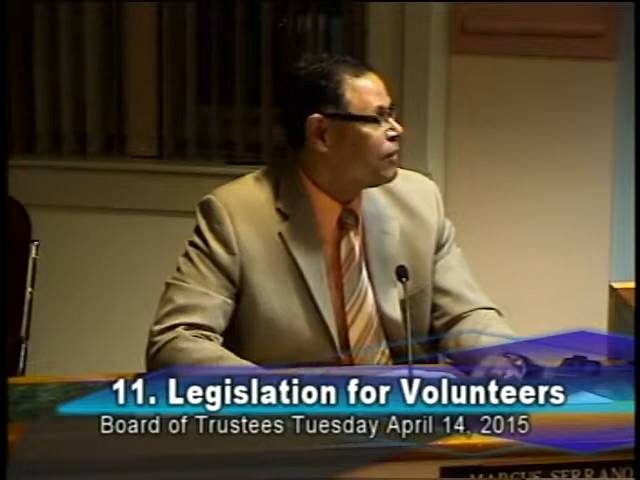 11. Legislation for Volunteers
Board of Trustees Tuesday April 14, 2015
MARCUS SERRANO